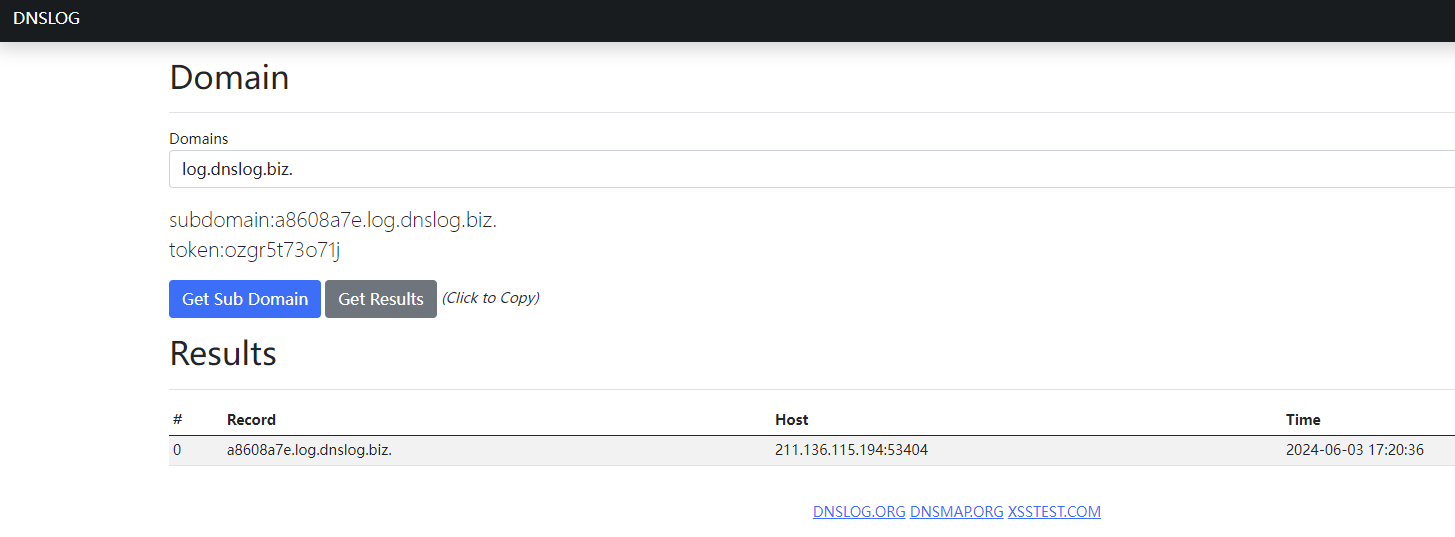 DNSLOG
Domain
Domains
log.dnslog.biz.
subdomain:a8608a7e.log.dnslog.biz.
token:ozgr5t73o71j
Get Sub Domain Get Results (Click to Copy)
Results
# Record Host Time
0 a8608a7e.log.dnslog.biz. 211.136.115.194:53404 2024-06-03 17:20:36
DNSLOG.ORG DNSMAP.ORG XSSTEST.COM